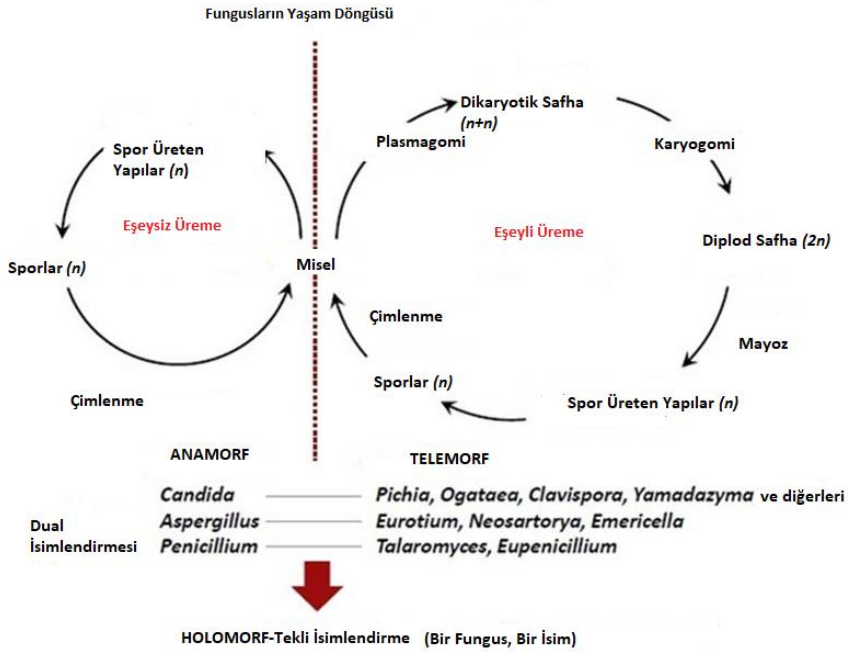 Fungusların Yaşam Döngüsü
Dikaryotik Safha
(n+n)
Plasmagomi
Karyogomi
Spor Üreten
Yapılar (n)
Eşeysiz Üreme
Eşeyli Üreme
Diplod Safha (2n)
Sporlar (n)
Misel
Çimlenme
Mayoz
Sporlar (n)
Çimlenme
Spor Üreten Yapılar (n)
ANAMORF
TELEMORF
Candida
Pichia, Ogataea, Clavispora, Yamadazyma ve diğerleri
Dual
İsimlendirmesi
Aspergillus
Eurotium, Neosartorya, Emericella
Penicillium
Talaromyces, Eupenicillium
HOLOMORF-Tekli İsimlendirme (Bir Fungus, Bir İsim)